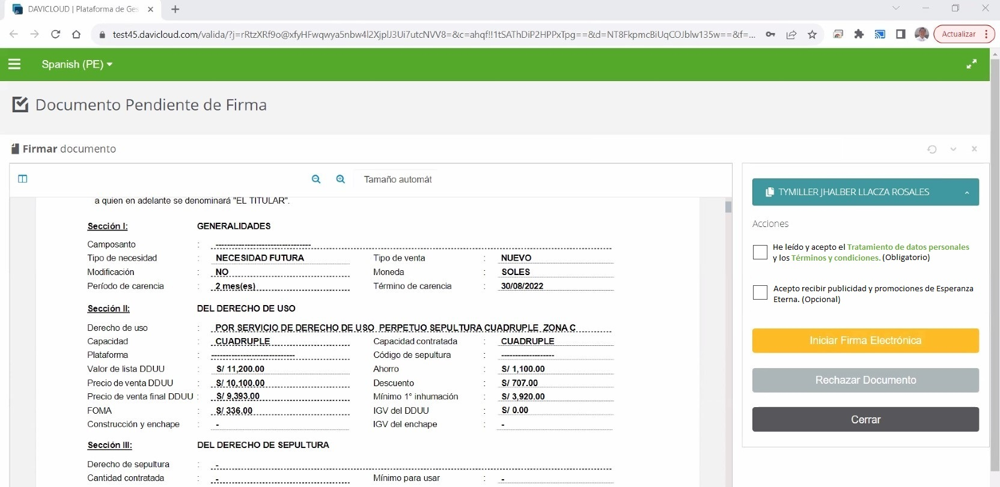 DAVICLOUD | Plataforma de Ges
test45.davicloud.com/valida/?j=rRtzXRf9o@xfyHFwqwya5nbw4l2XjplJ3Ui7utcNVV8=&c=ahqf!!1tSAThDiP2HPPxTpg==&d=NT8FkpmcBiUqCOJblw135w==&f=...
Actualizar
Spanish (PE)
Documento Pendiente de Firma
Firmar documento
Tamaño automát
a quien en adelante se denominará "EL TITULAR".
Sección I: GENERALIDADES
Camposanto : ---------------------------------
Tipo de necesidad : NECESIDAD FUTURA Tipo de venta : NUEVO
Modificación : NO Moneda : SOLES
Período de carencia : 2 mes(es) Término de carencia : 30/08/2022
Sección II: DEL DERECHO DE USO
Derecho de uso : POR SERVICIO DE DERECHO DE USO PERPETUO SEPULTURA CUADRUPLE ZONA C
Capacidad : CUADRUPLE Capacidad contratada : CUADRUPLE
Plataforma : ----------------------------- Código de sepultura : -------------------
Valor de lista DDUU : S/ 11,200.00 Ahorro : S/ 1,100.00
Precio de venta DDUU : S/ 10,100.00 Descuento : S/ 707.00
Precio de venta final DDUU : S/ 9,393.00 Mínimo 1° inhumación : S/ 3,920.00
FOMA : S/ 336.00 IGV del DDUU : S/ 0.00
Construcción y enchape : - IGV del enchape : -
Sección III: DEL DERECHO DE SEPULTURA
Derecho de sepultura : -
Cantidad contratada : - Mínimo para usar : -
TYMILLER JHALBER LLACZA ROSALES
Acciones
He leído y acepto el Tratamiento de datos personales
y los Términos y condiciones. (Obligatorio)
Acepto recibir publicidad y promociones de Esperanza
Eterna. (Opcional)
Iniciar Firma Electrónica
Rechazar Documento
Cerrar